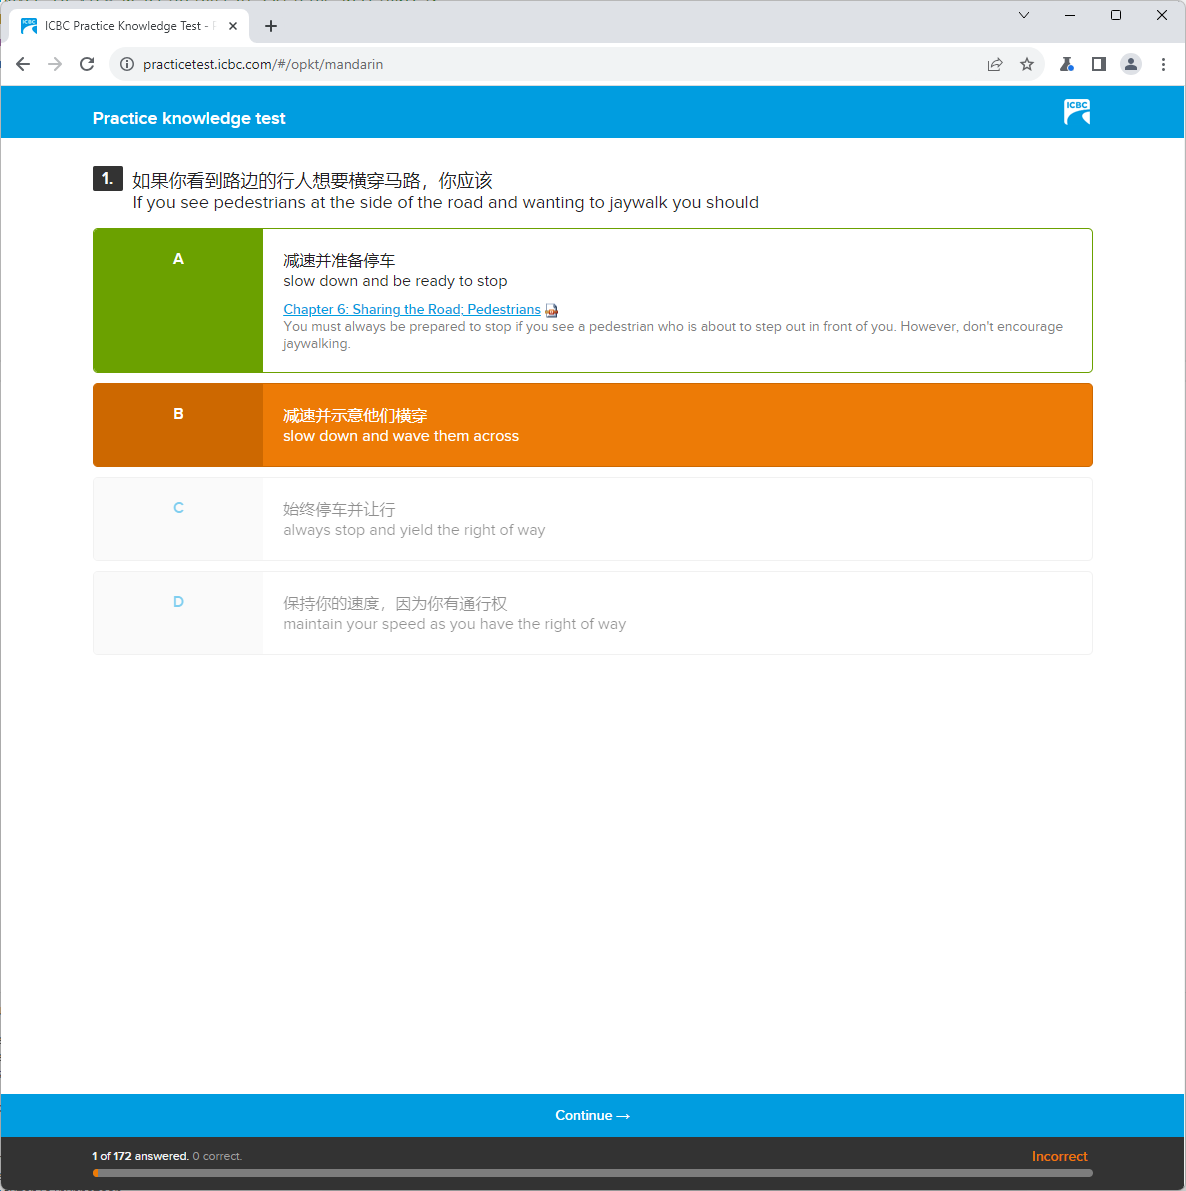 ICBC Practice Knowledge Test -
practicetest.icbc.com/#/opkt/mandarin
Practice knowledge test
ICBC
1. 如果你看到路边的行人想要横穿马路，你应该
If you see pedestrians at the side of the road and wanting to jaywalk you should
A
减速并准备停车
slow down and be ready to stop
Chapter 6: Sharing the Road; Pedestrians
You must always be prepared to stop if you see a pedestrian who is about to step out in front of you. However, don't encourage
jaywalking.
B
减速并示意他们横穿
slow down and wave them across
C
始终停车并让行
always stop and yield the right of way
D
保持你的速度，因为你有通行权
maintain your speed as you have the right of way
Continue →
1 of 172 answered. 0 correct.
Incorrect